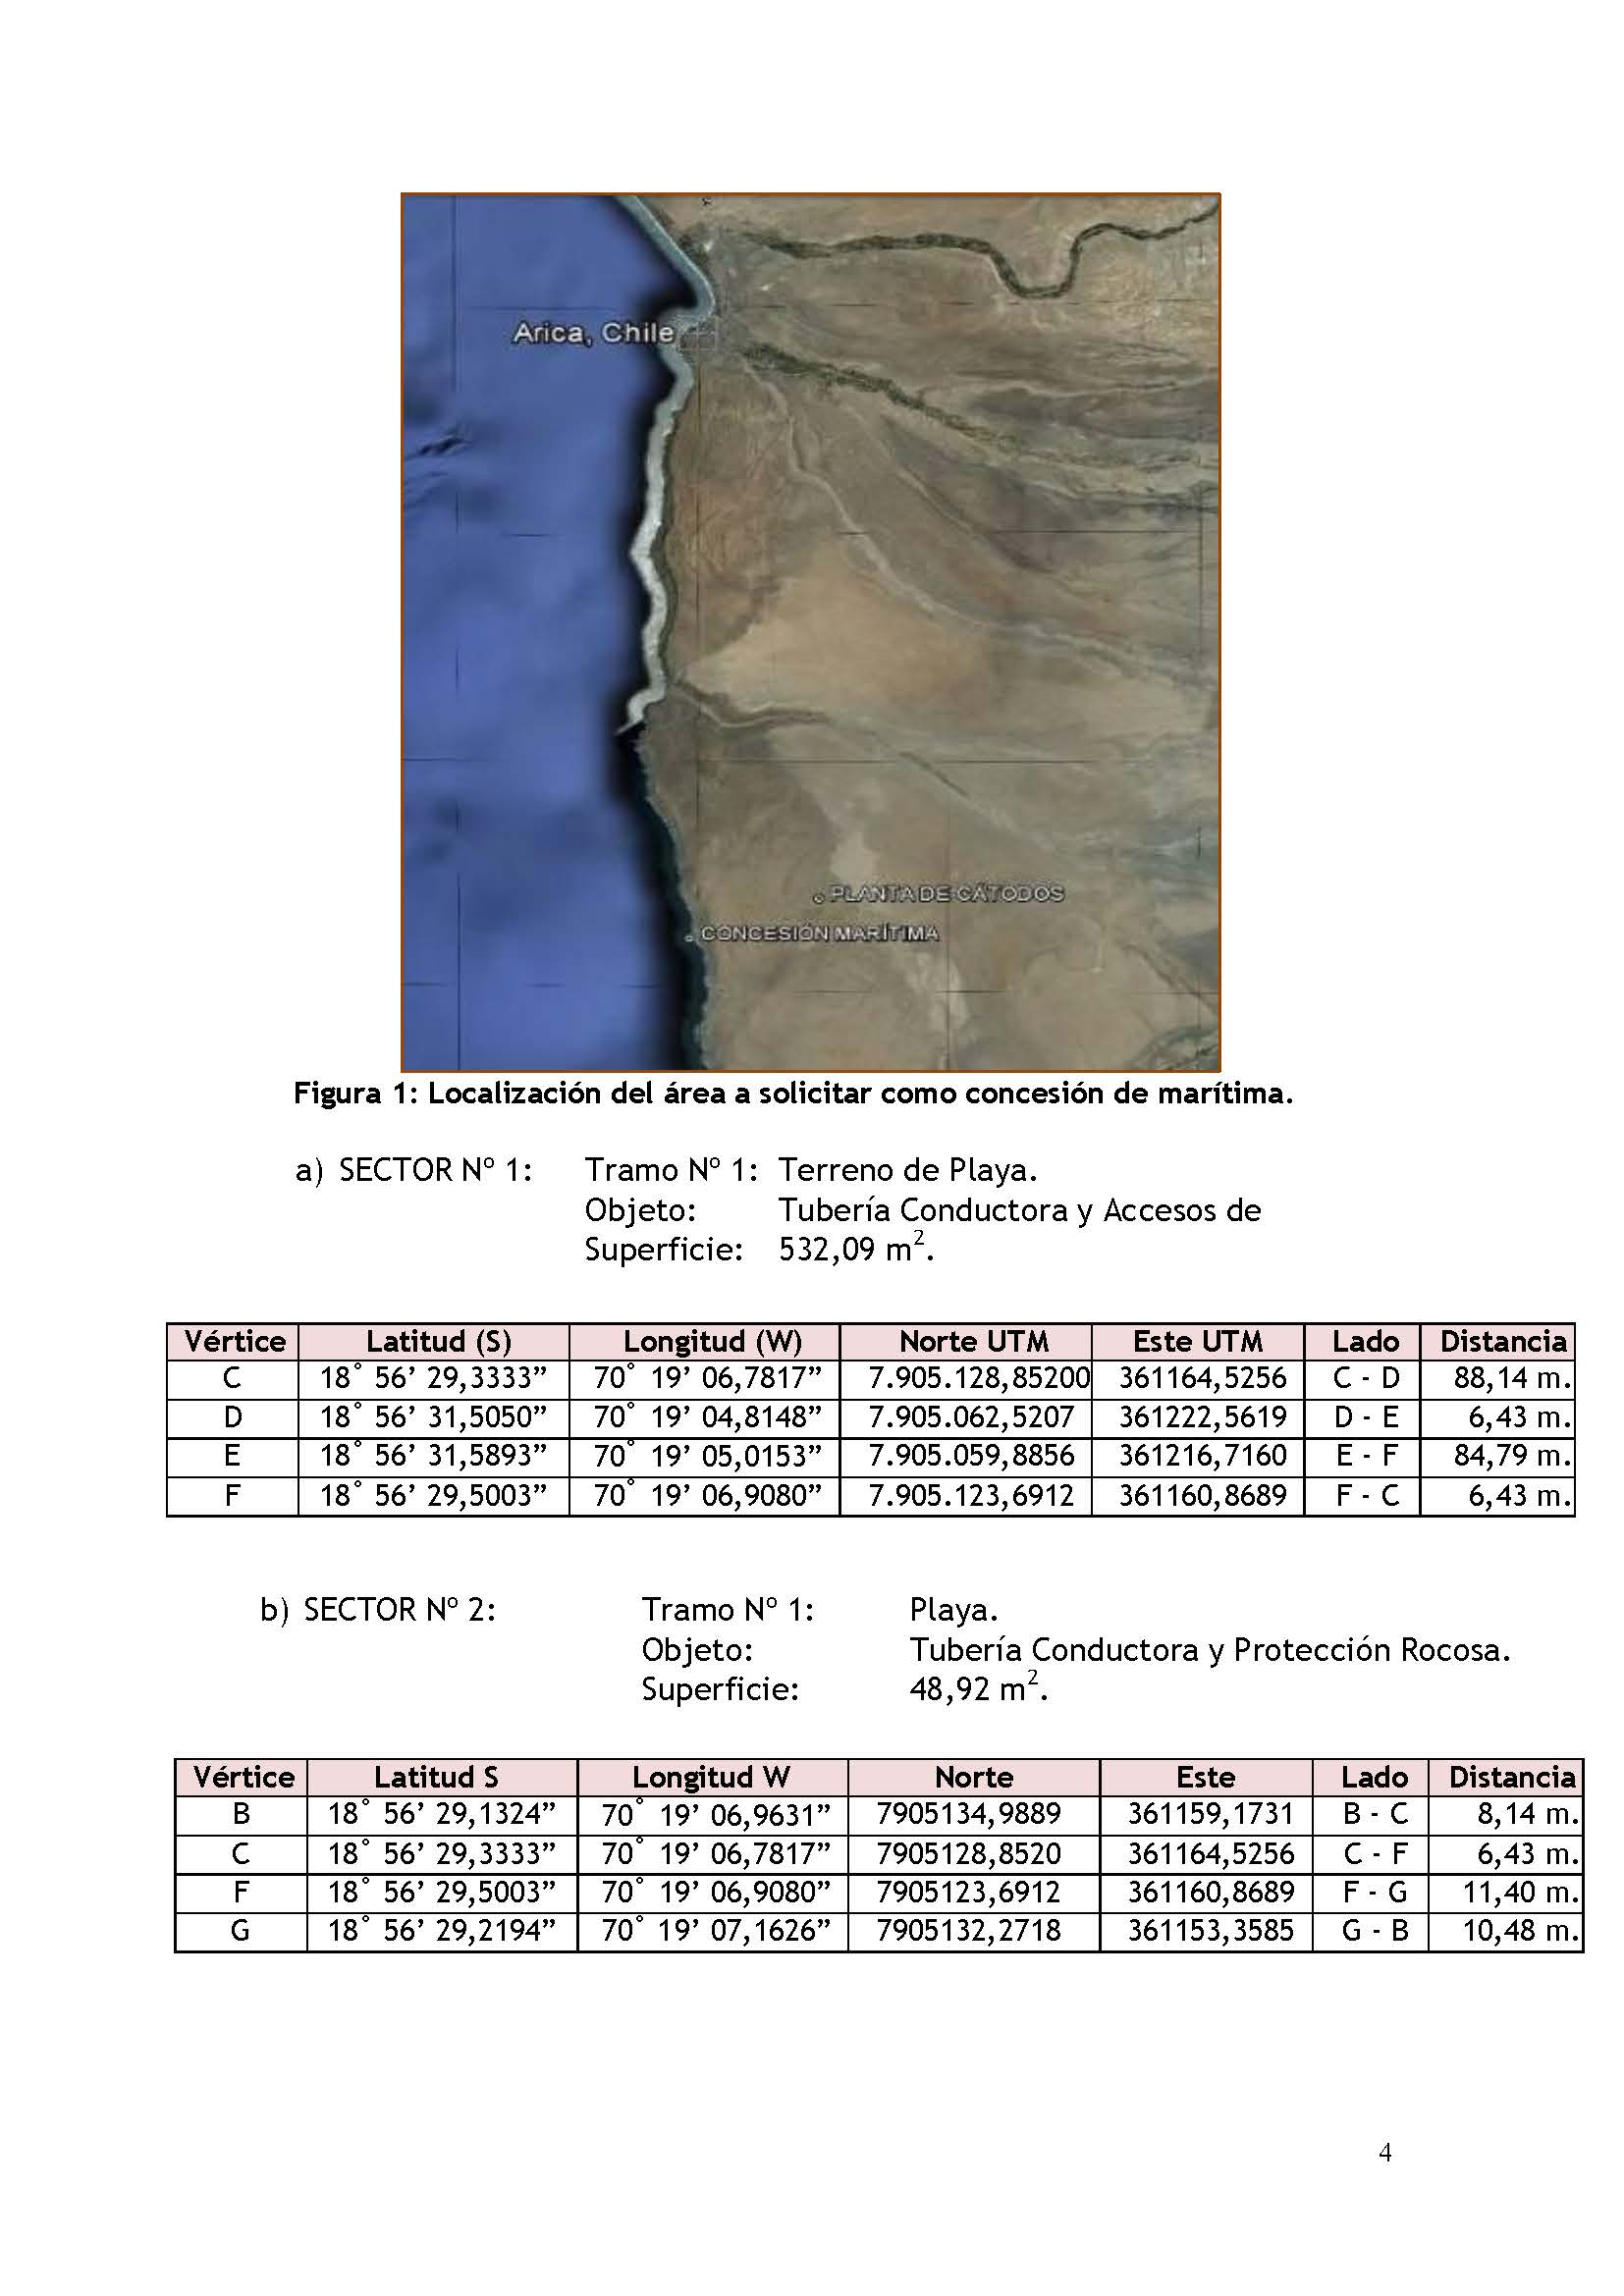 Arica, Chile
PLANTA DE CÁTODOS
CONCESIÓN MARÍTIMA
Figura 1: Localización del área a solicitar como concesión de marítima.
a) SECTOR Nº 1: Tramo Nº 1: Terreno de Playa.
Objeto: Tubería Conductora y Accesos de
Superficie: 532,09 m².
Vértice Latitud (S) Longitud (W) Norte UTM Este UTM Lado Distancia
C 18° 56’ 29,3333” 70° 19’ 06,7817” 7.905.128,85200 361164,5256 C - D 88,14 m.
D 18° 56’ 31,5050” 70° 19’ 04,8148” 7.905.062,5207 361222,5619 D - E 6,43 m.
E 18° 56’ 31,5893” 70° 19’ 05,0153” 7.905.059,8856 361216,7160 E - F 84,79 m.
F 18° 56’ 29,5003” 70° 19’ 06,9080” 7.905.123,6912 361160,8689 F - C 6,43 m.
b) SECTOR Nº 2: Tramo Nº 1: Playa.
Objeto: Tubería Conductora y Protección Rocosa.
Superficie: 48,92 m².
Vértice Latitud S Longitud W Norte Este Lado Distancia
B 18° 56’ 29,1324” 70° 19’ 06,9631” 7905134,9889 361159,1731 B - C 8,14 m.
C 18° 56’ 29,3333” 70° 19’ 06,7817” 7905128,8520 361164,5256 C - F 6,43 m.
F 18° 56’ 29,5003” 70° 19’ 06,9080” 7905123,6912 361160,8689 F - G 11,40 m.
G 18° 56’ 29,2194” 70° 19’ 07,1626” 7905132,2718 361153,3585 G - B 10,48 m.
4